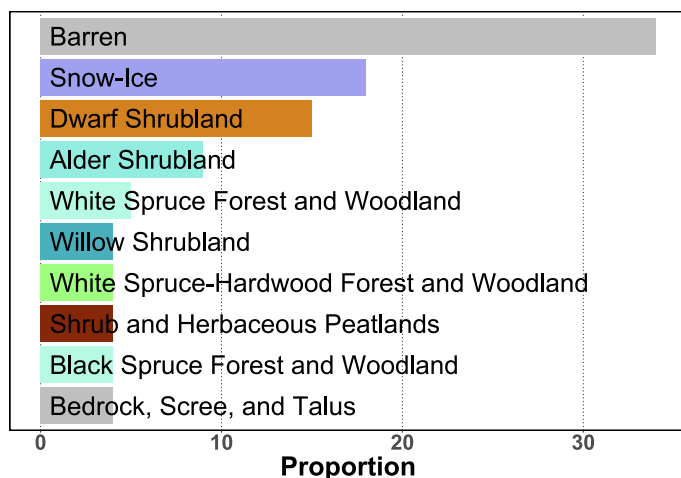 Barren
Snow-Ice
Dwarf Shrubland
Alder Shrubland
White Spruce Forest and Woodland
Willow Shrubland
White Spruce-Hardwood Forest and Woodland
Shrub and Herbaceous Peatlands
Black Spruce Forest and Woodland
Bedrock, Scree, and Talus
0 10 20 30
Proportion